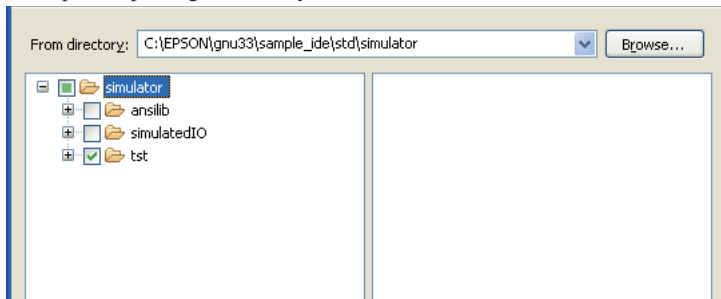 From directory: C:\EPSON\gnu33\sample_ide\std\simulator Browse...
simulator
ansilib
simulatedIO
tst